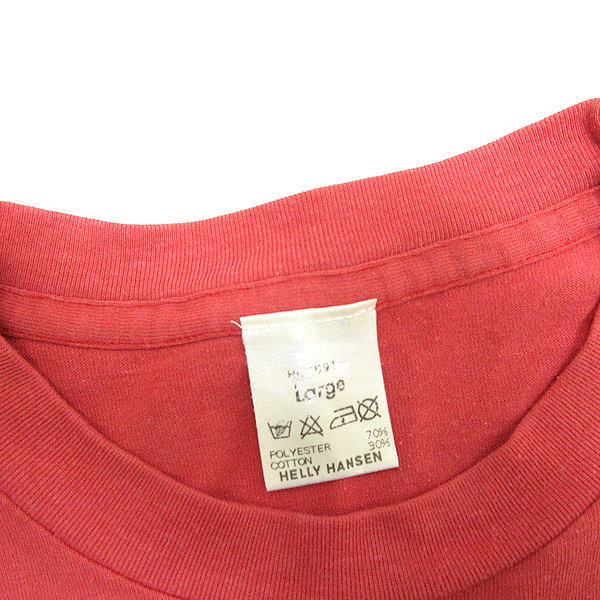 Large
POLYESTER 70%
COTTON 30%
HELLY HANSEN